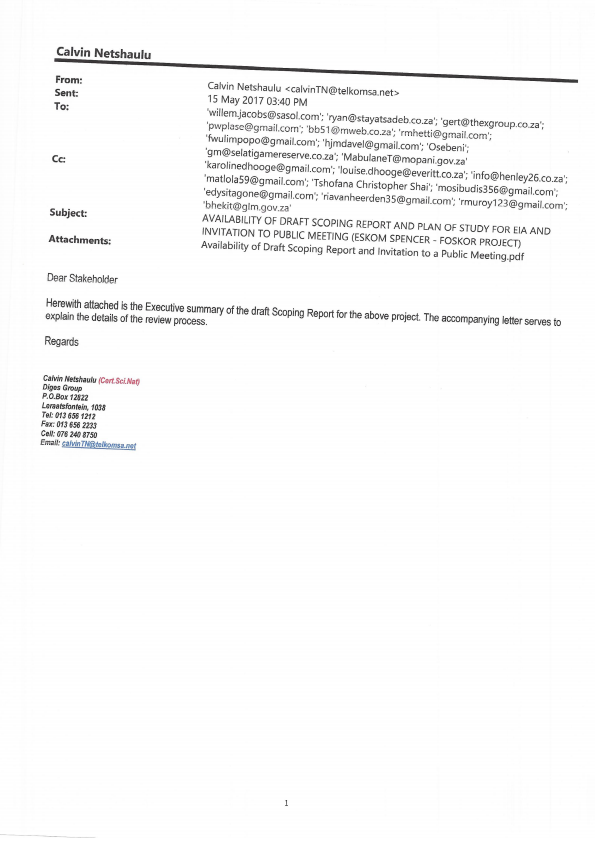 Calvin Netshaulu
From: Calvin Netshaulu <calvinTN@telkomsa.net>
Sent: 15 May 2017 03:40 PM
To: 'willem.jacobs@sasol.com'; 'ryan@stayatsadeb.co.za'; 'gert@thexgroup.co.za';
'pwplase@gmail.com'; 'bb51@mweb.co.za'; 'rmhetti@gmail.com';
'fwulimpopo@gmail.com'; 'hjmdavel@gmail.com'; 'Osebeni';
'gm@selatigamereserve.co.za'; 'MabulaneT@mopani.gov.za'
Cc: 'karolinedhooge@gmail.com'; 'louise.dhooge@everitt.co.za'; 'info@henley26.co.za';
'matlola59@gmail.com'; 'Tshofana Christopher Shai'; 'mosibudis356@gmail.com';
'edysitagone@gmail.com'; 'riavanheerden35@gmail.com'; 'rmuroy123@gmail.com';
'bhekit@glm.gov.za'
Subject: AVAILABILITY OF DRAFT SCOPING REPORT AND PLAN OF STUDY FOR EIA AND
INVITATION TO PUBLIC MEETING (ESKOM SPENCER - FOSKOR PROJECT)
Attachments: Availability of Draft Scoping Report and Invitation to a Public Meeting.pdf
Dear Stakeholder
Herewith attached is the Executive summary of the draft Scoping Report for the above project. The accompanying letter serves to
explain the details of the review process.
Regards
Calvin Netshaulu (Cert.Sci.Nat)
Diges Group
P.O.Box 12822
Leraatsfontein, 1038
Tel: 013 656 1212
Fax: 013 656 2233
Cell: 076 240 8750
Email: calvinTN@telkomsa.net
1